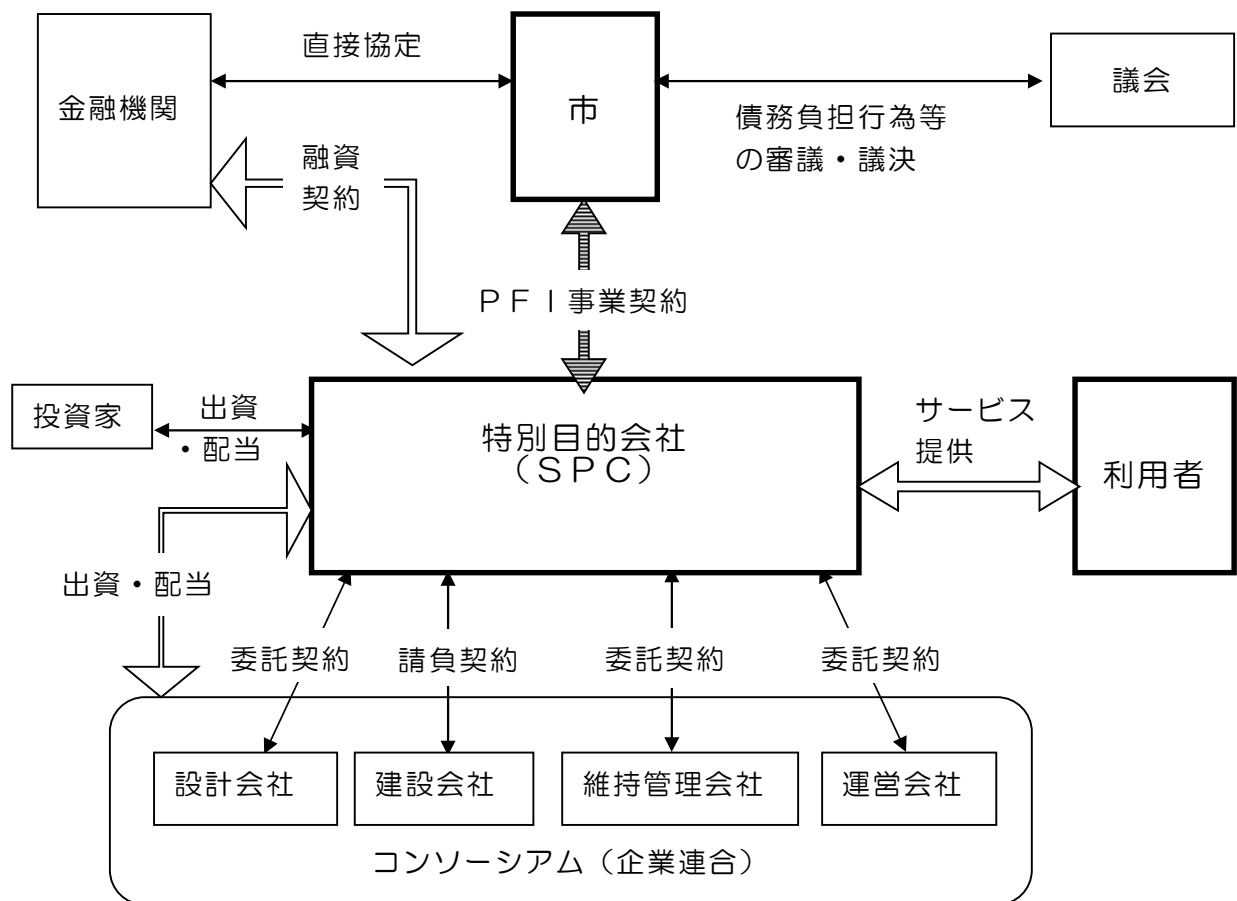 直接協定
金融機関
市
議会
債務負担行為等
の審議・議決
融資
契約
ＰＦＩ事業契約
投資家
出資
・配当
特別目的会社
（ＳＰＣ）
サービス
提供
利用者
出資・配当
委託契約
請負契約
委託契約
委託契約
設計会社
建設会社
維持管理会社
運営会社
コンソーシアム（企業連合）